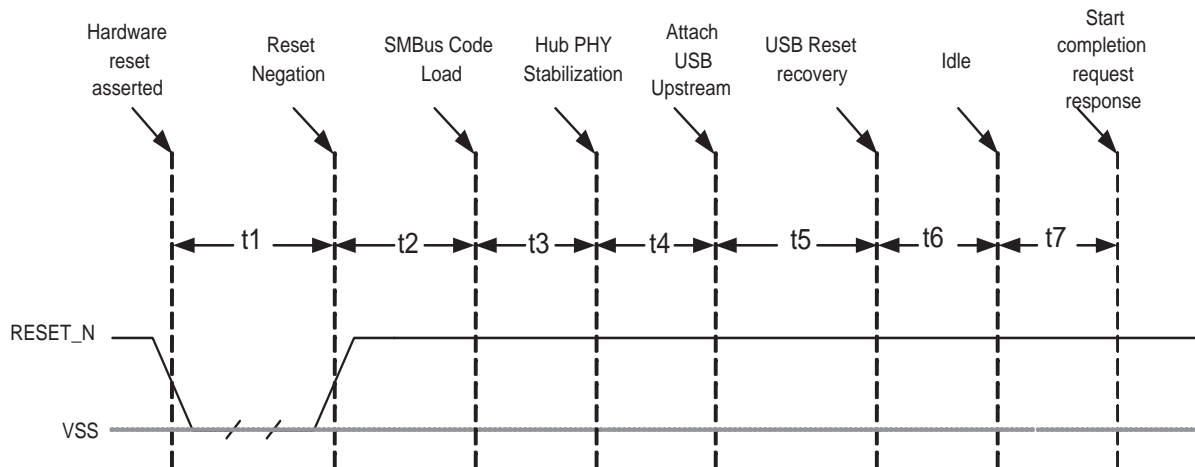 Hardware
reset
asserted
Reset
Negation
SMBus Code
Load
Hub PHY
Stabilization
Attach
USB
Upstream
USB Reset
recovery
Idle
Start
completion
request
response
t1
t2
t3
t4
t5
t6
t7
RESET_N
VSS